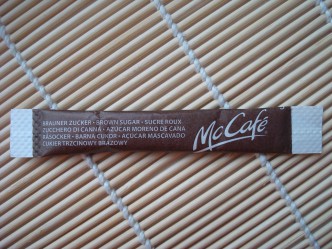 BRAUNER ZUCKER • BROWN SUGAR • SUCRE ROUX
ZUCCHERO DI CANNA • AZÚCAR MORENO DE CAÑA
RÅSOCKER • BARNA CUKOR • AÇÚCAR MASCAVADO
CUKIER TRZCINOWY BRĄZOWY
McCafé